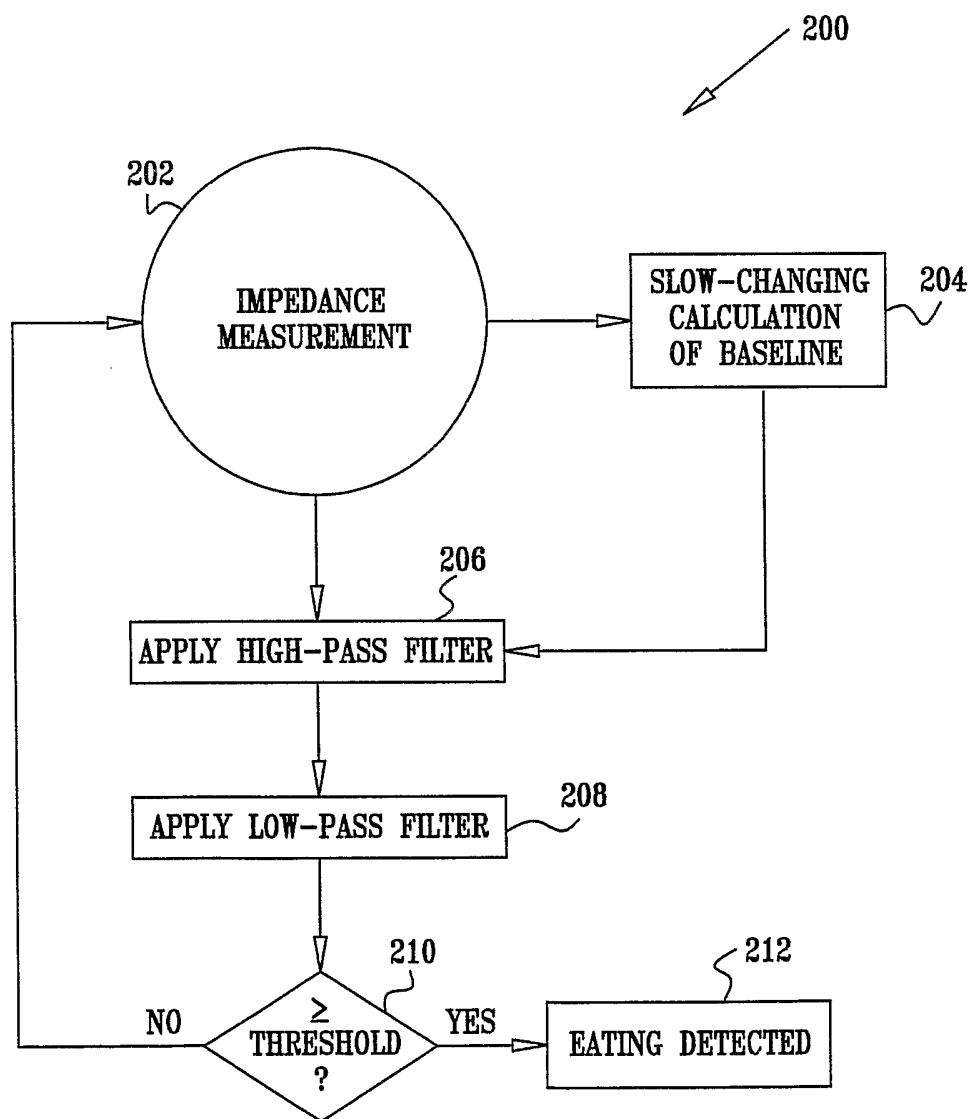 200
202
IMPEDANCE
MEASUREMENT
SLOW-CHANGING
CALCULATION
OF BASELINE
204
206
APPLY HIGH-PASS FILTER
APPLY LOW-PASS FILTER
208
210
≥
THRESHOLD
?
NO
YES
212
EATING DETECTED